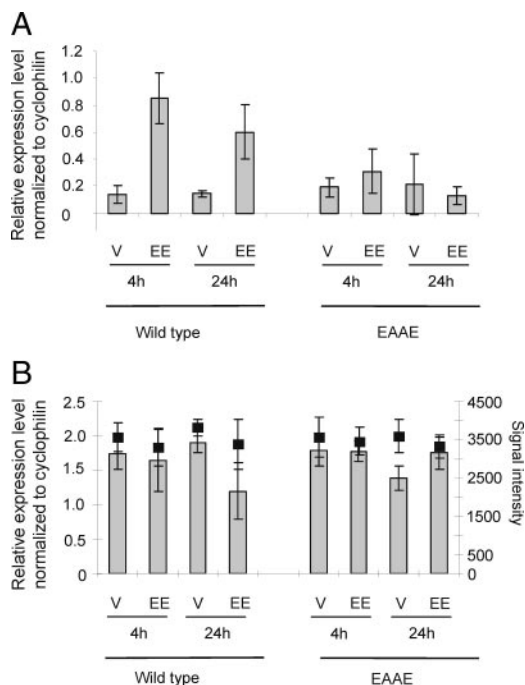 A
Relative expression level
normalized to cyclophilin
1.2
1.0
0.8
0.6
0.4
0.2
0
V EE V EE V EE V EE
4h 24h 4h 24h
Wild type EAAE
B
Relative expression level
normalized to cyclophilin
2.5
2.0
1.5
1.0
0.5
0
4500
3500
2500
1500
500
0
Signal intensity
V EE V EE V EE V EE
4h 24h 4h 24h
Wild type EAAE